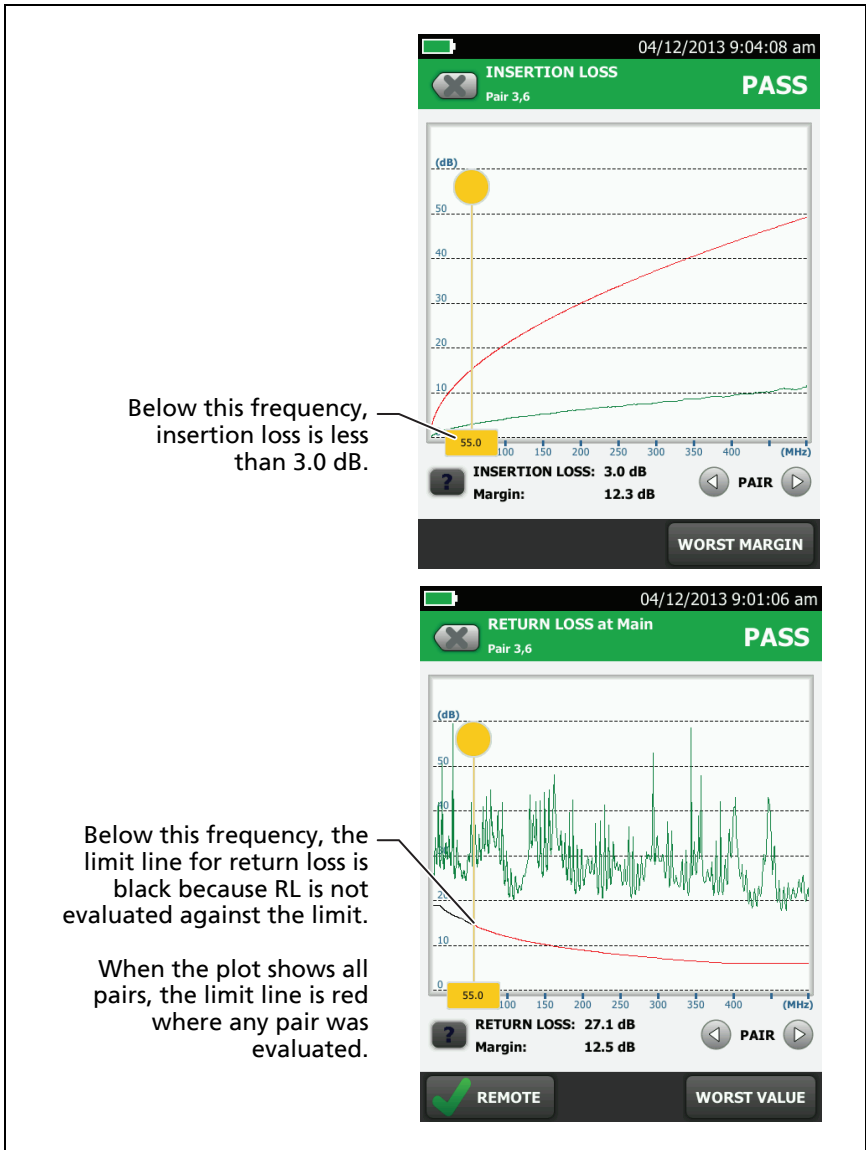 04/12/2013 9:04:08 am
INSERTION LOSS
Pair 3,6
PASS
(dB)
50
40
30
20
10
55.0
100 150 200 250 300 350 400 (MHz)
Below this frequency,
insertion loss is less
than 3.0 dB.
? INSERTION LOSS: 3.0 dB
Margin: 12.3 dB
PAIR
WORST MARGIN
04/12/2013 9:01:06 am
RETURN LOSS at Main
Pair 3,6
PASS
(dB)
50
40
30
20
10
0
55.0
100 150 200 250 300 350 400 (MHz)
Below this frequency, the
limit line for return loss is
black because RL is not
evaluated against the limit.
When the plot shows all
pairs, the limit line is red
where any pair was
evaluated.
? RETURN LOSS: 27.1 dB
Margin: 12.5 dB
PAIR
REMOTE
WORST VALUE